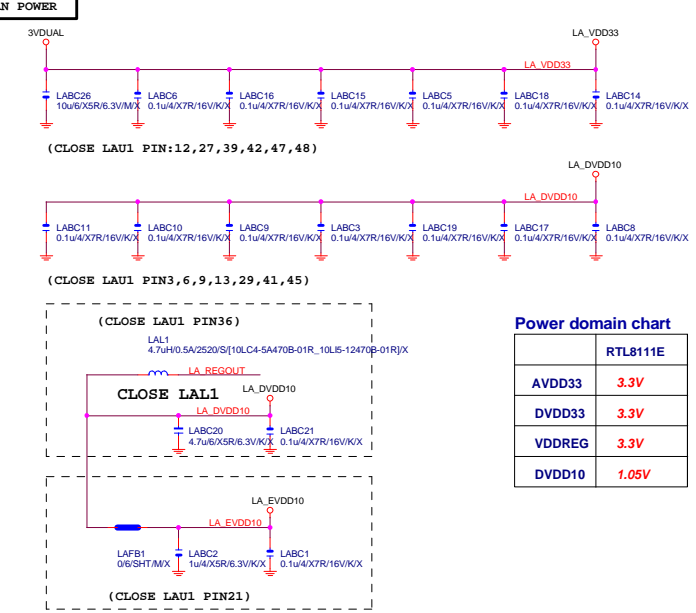 AN POWER
3VDUAL
LA_VDD33
LA_VDD33
LABC26
10u/6/X5R/6.3V/M/X
LABC6
0.1u/4/X7R/16V/K/X
LABC16
0.1u/4/X7R/16V/K/X
LABC15
0.1u/4/X7R/16V/K/X
LABC5
0.1u/4/X7R/16V/K/X
LABC18
0.1u/4/X7R/16V/K/X
LABC14
0.1u/4/X7R/16V/K/X
(CLOSE LAU1 PIN:12,27,39,42,47,48)
LA_DVDD10
LA_DVDD10
LABC11
0.1u/4/X7R/16V/K/X
LABC10
0.1u/4/X7R/16V/K/X
LABC9
0.1u/4/X7R/16V/K/X
LABC3
0.1u/4/X7R/16V/K/X
LABC19
0.1u/4/X7R/16V/K/X
LABC17
0.1u/4/X7R/16V/K/X
LABC8
0.1u/4/X7R/16V/K/X
(CLOSE LAU1 PIN3,6,9,13,29,41,45)
(CLOSE LAU1 PIN36)
LAL1
4.7uH/0.5A/2520/S/[10LC4-5A470B-01R_10LI5-12470B-01R]/X
LA_REGOUT
CLOSE LAL1
LA_DVDD10
LA_DVDD10
LABC20
4.7u/6/X5R/6.3V/K/X
LABC21
0.1u/4/X7R/16V/K/X
LA_EVDD10
LA_EVDD10
LAFB1
0/6/SHT/M/X
LABC2
1u/4/X5R/6.3V/K/X
LABC1
0.1u/4/X7R/16V/K/X
(CLOSE LAU1 PIN21)
Power domain chart
RTL8111E
AVDD33 3.3V
DVDD33 3.3V
VDDREG 3.3V
DVDD10 1.05V